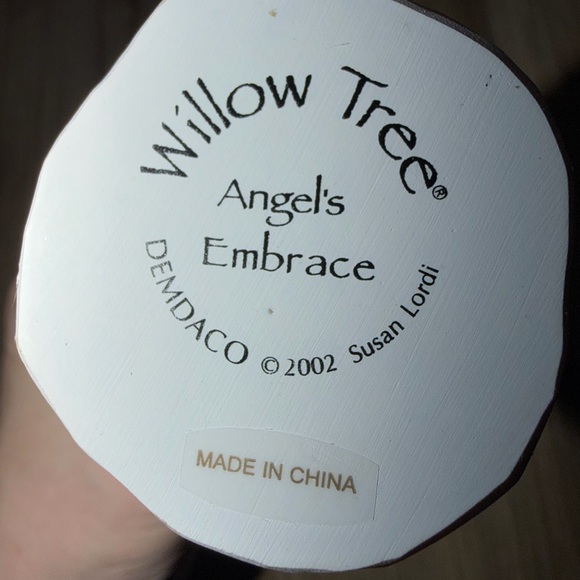 Willow Tree®
Angel's
Embrace
DEMDACO ©2002 Susan Lordi
MADE IN CHINA